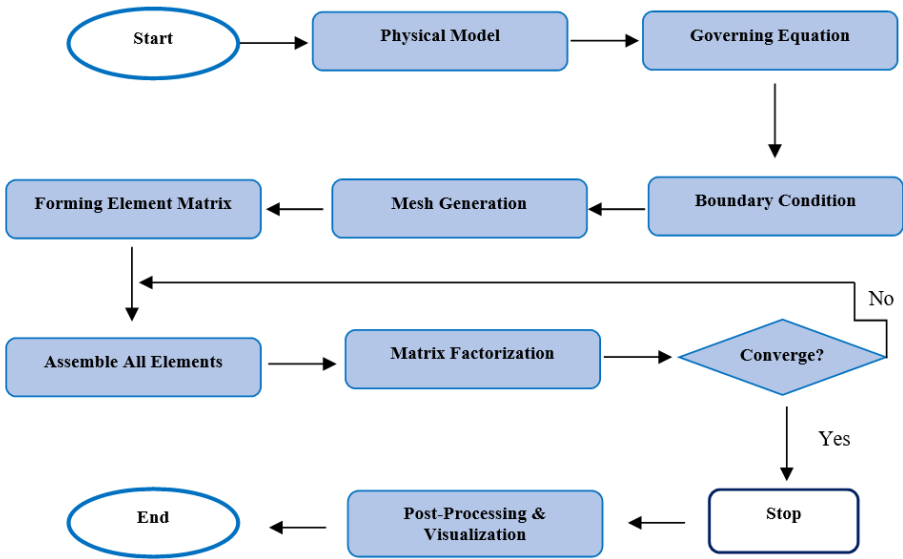 Start
Physical Model
Governing Equation
Boundary Condition
Mesh Generation
Forming Element Matrix
No
Assemble All Elements
Matrix Factorization
Converge?
Yes
Stop
Post-Processing &
Visualization
End